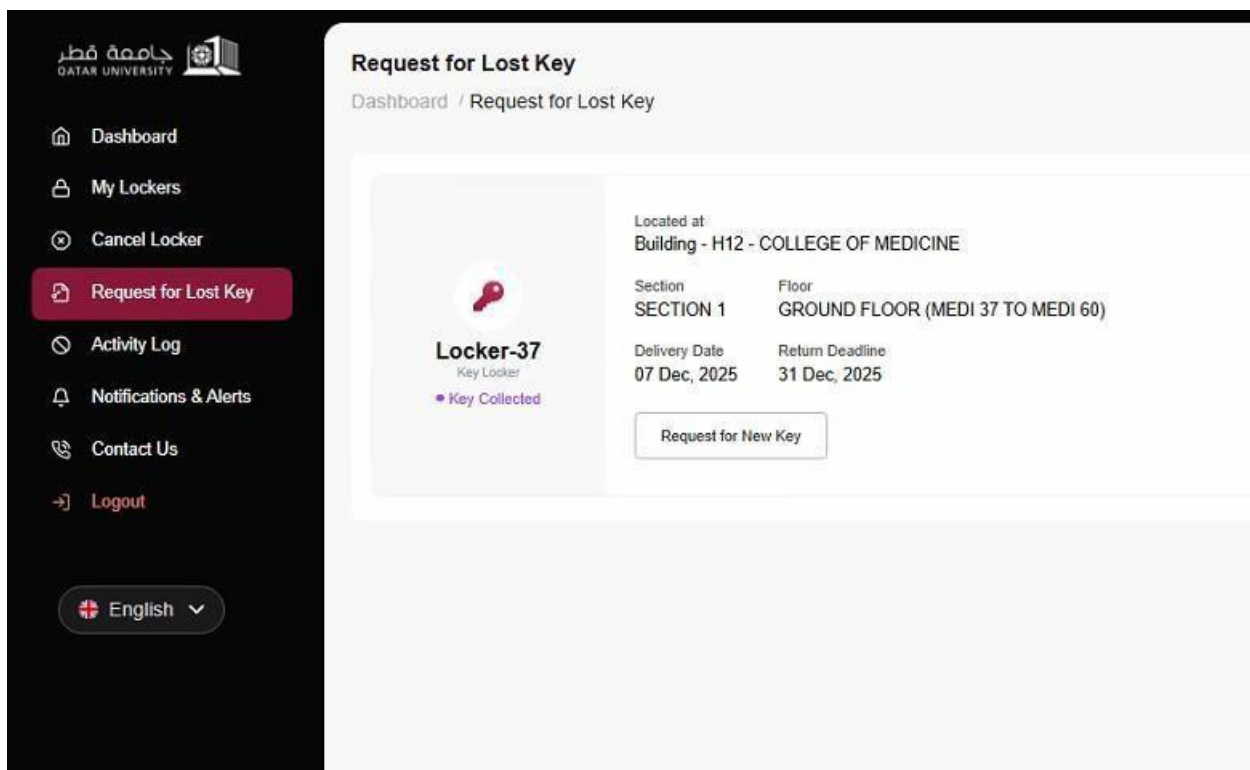 جامعة قطر
QATAR UNIVERSITY
Dashboard
My Lockers
Cancel Locker
Request for Lost Key
Activity Log
Notifications & Alerts
Contact Us
Logout
English
Request for Lost Key
Dashboard / Request for Lost Key
Locker-37
Key Locker
Key Collected
Located at
Building - H12 - COLLEGE OF MEDICINE
Section Floor
SECTION 1 GROUND FLOOR (MEDI 37 TO MEDI 60)
Delivery Date Return Deadline
07 Dec, 2025 31 Dec, 2025
Request for New Key